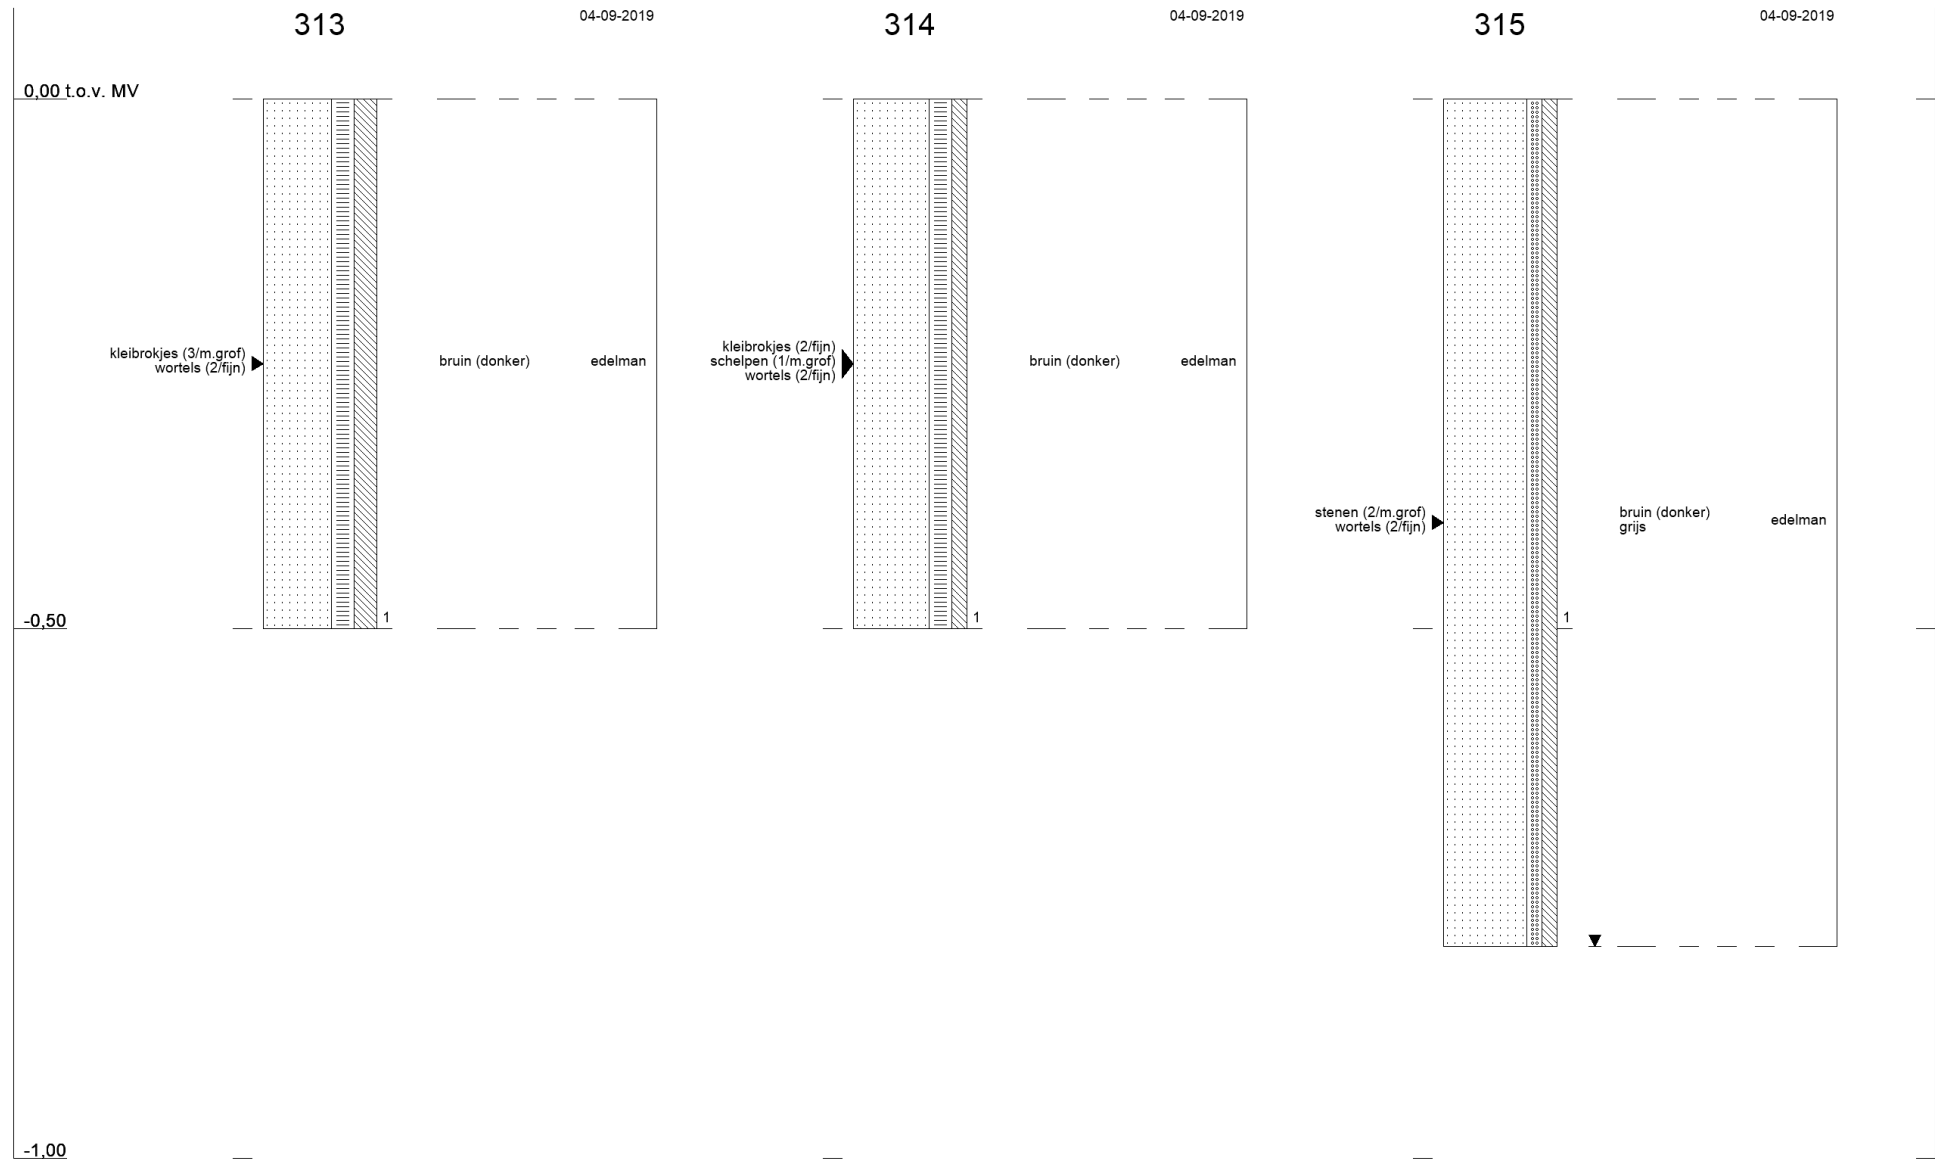 313
04-09-2019
314
04-09-2019
315
04-09-2019
0,00 t.o.v. MV
kleibrokjes (3/m.grof)
wortels (2/fijn)
bruin (donker)
edelman
1
kleibrokjes (2/fijn)
schelpen (1/m.grof)
wortels (2/fijn)
bruin (donker)
edelman
1
stenen (2/m.grof)
wortels (2/fijn)
bruin (donker)
grijs
edelman
1
-0,50
-1,00